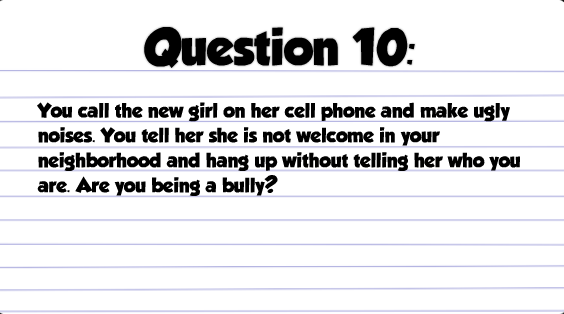 Question 10:
You call the new girl on her cell phone and make ugly
noises. You tell her she is not welcome in your
neighborhood and hang up without telling her who you
are. Are you being a bully?